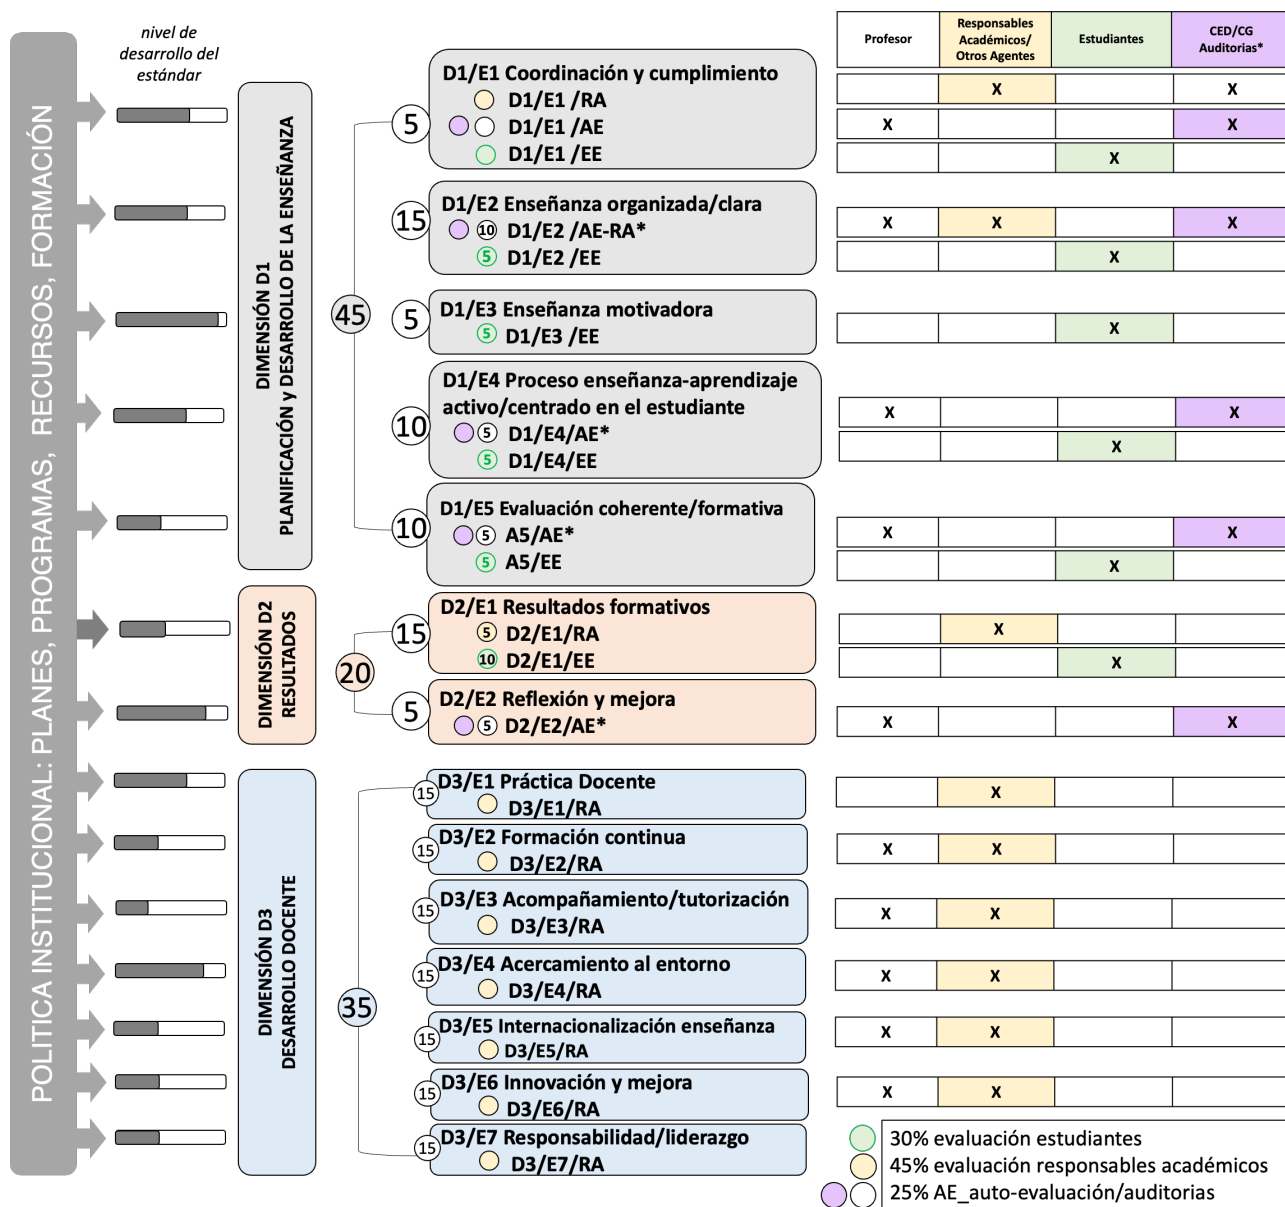 POLITICA INSTITUCIONAL: PLANES, PROGRAMAS, RECURSOS, FORMACIÓN
nivel de
desarrollo del
estándar
DIMENSIÓN D1
PLANIFICACIÓN y DESARROLLO DE LA ENSEÑANZA
45
5
D1/E1 Coordinación y cumplimiento
D1/E1 /RA
D1/E1 /AE
D1/E1 /EE
15
D1/E2 Enseñanza organizada/clara
10 D1/E2 /AE-RA*
5 D1/E2 /EE
5
D1/E3 Enseñanza motivadora
5 D1/E3 /EE
10
D1/E4 Proceso enseñanza-aprendizaje
activo/centrado en el estudiante
5 D1/E4/AE*
5 D1/E4/EE
10
D1/E5 Evaluación coherente/formativa
5 A5/AE*
5 A5/EE
DIMENSIÓN D2
RESULTADOS
20
15
D2/E1 Resultados formativos
5 D2/E1/RA
10 D2/E1/EE
5
D2/E2 Reflexión y mejora
5 D2/E2/AE*
DIMENSIÓN D3
DESARROLLO DOCENTE
35
15
D3/E1 Práctica Docente
D3/E1/RA
15
D3/E2 Formación continua
D3/E2/RA
15
D3/E3 Acompañamiento/tutorización
D3/E3/RA
15
D3/E4 Acercamiento al entorno
D3/E4/RA
15
D3/E5 Internacionalización enseñanza
D3/E5/RA
15
D3/E6 Innovación y mejora
D3/E6/RA
15
D3/E7 Responsabilidad/liderazgo
D3/E7/RA
Profesor
Responsables
Académicos/
Otros Agentes
Estudiantes
CED/CG
Auditorias*
X X
X X
X
X X X
X
X
X X
X
X X
X
X
X
X X
X
X X
X X
X X
X X
X X
30% evaluación estudiantes
45% evaluación responsables académicos
25% AE_auto-evaluación/auditorias